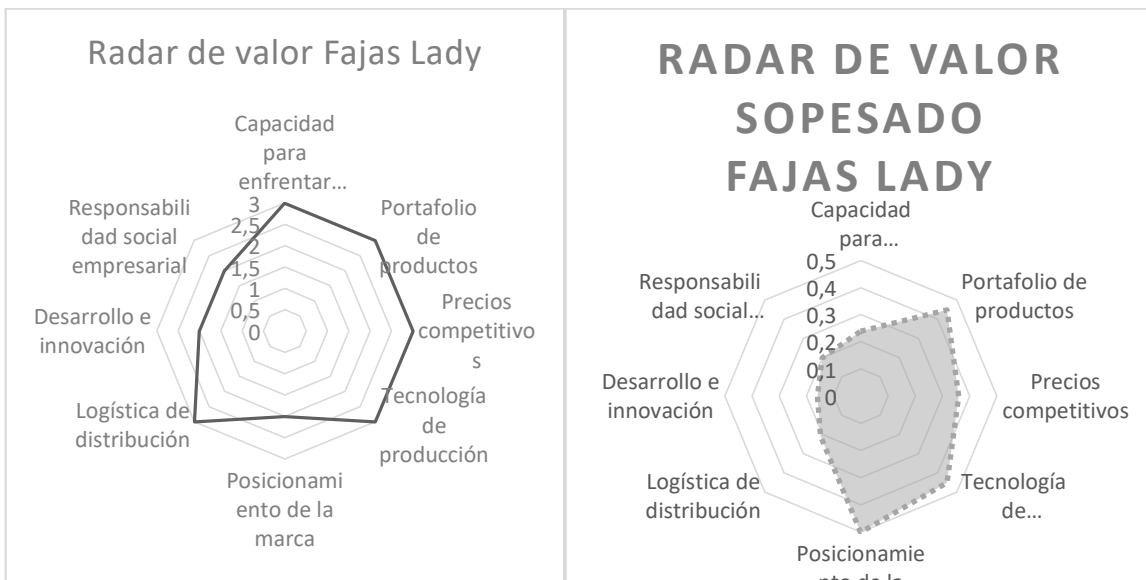 Radar de valor Fajas Lady
Capacidad
para
enfrentar...
Portafolio
de
productos
Precios
competitivo
s
Tecnología
de
producción
Posicionami
ento de la
marca
Logística de
distribución
Desarrollo e
innovación
Responsabili
dad social
empresarial
3
2,5
2
1,5
1
0,5
0
RADAR DE VALOR
SOPESADO
FAJAS LADY
Capacidad
para...
Portafolio de
productos
Precios
competitivos
Tecnología
de...
Posicionamie
nto de la
Logística de
distribución
Desarrollo e
innovación
Responsabili
dad social...
0,5
0,4
0,3
0,2
0,1
0